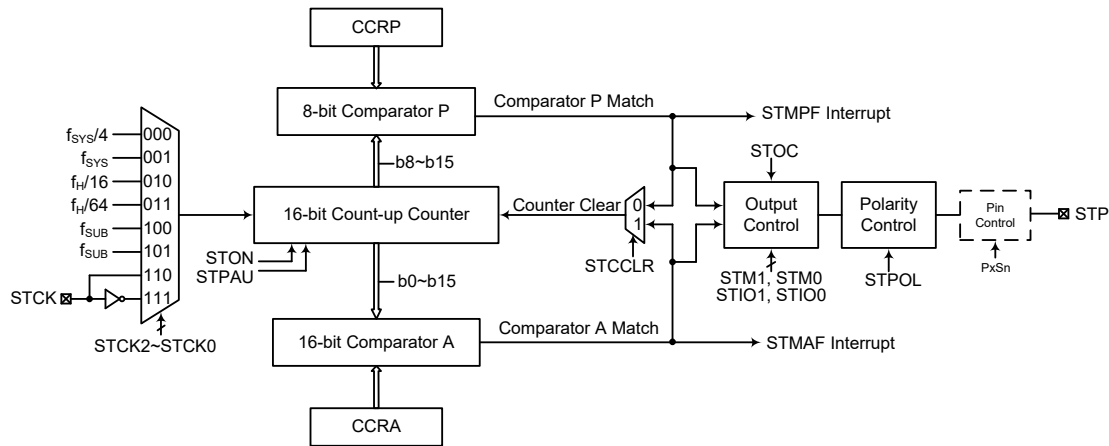 CCRP
8-bit Comparator P
Comparator P Match
STMPF Interrupt
fSYS/4
000
fSYS
001
fH/16
010
fH/64
011
fSUB
100
fSUB
101
110
111
STCK
STCK2~STCK0
b8~b15
16-bit Count-up Counter
Counter Clear
0
1
STCCLR
STON
STPAU
b0~b15
STOC
Output
Control
STM1, STM0
STIO1, STIO0
Polarity
Control
STPOL
Pin
Control
PxSn
STP
16-bit Comparator A
Comparator A Match
STMAF Interrupt
CCRA